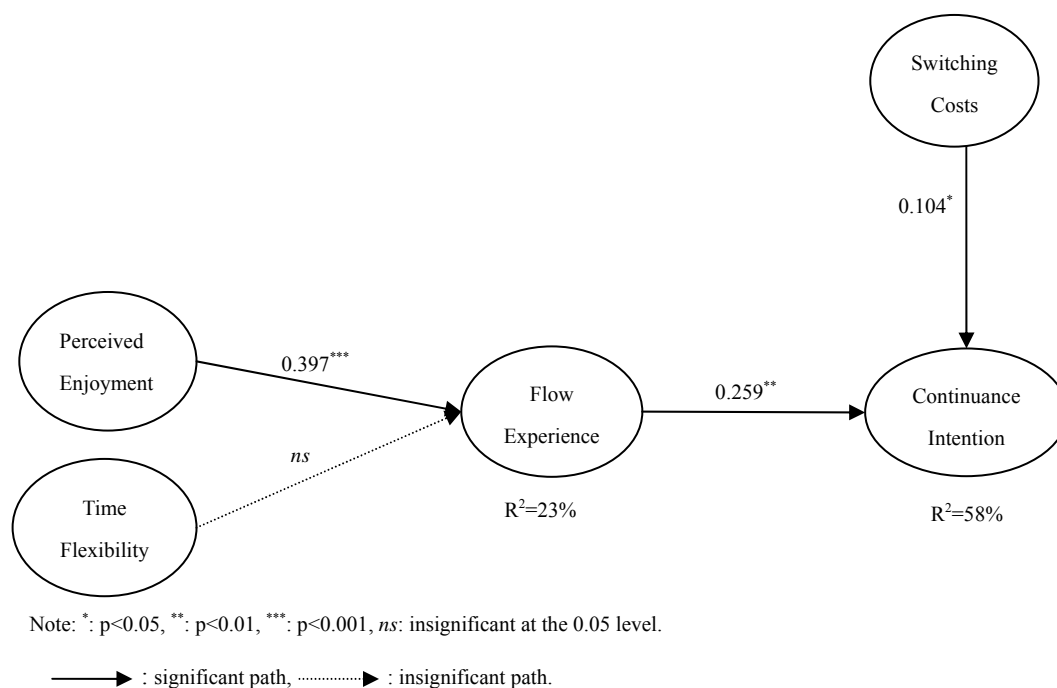 Switching
Costs
0.104*
Perceived
Enjoyment
0.397***
Flow
Experience
0.259**
Continuance
Intention
ns
Time
Flexibility
R²=23%
R²=58%
Note: *: p<0.05, **: p<0.01, ***: p<0.001, ns: insignificant at the 0.05 level.
: significant path, : insignificant path.